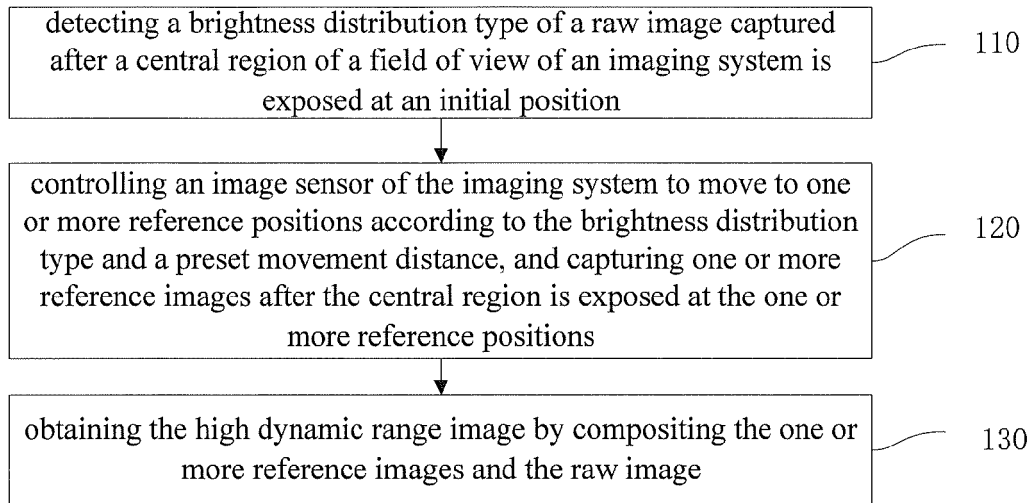 detecting a brightness distribution type of a raw image captured
after a central region of a field of view of an imaging system is
exposed at an initial position
110
controlling an image sensor of the imaging system to move to one
or more reference positions according to the brightness distribution
type and a preset movement distance, and capturing one or more
reference images after the central region is exposed at the one or
more reference positions
120
obtaining the high dynamic range image by compositing the one or
more reference images and the raw image
130